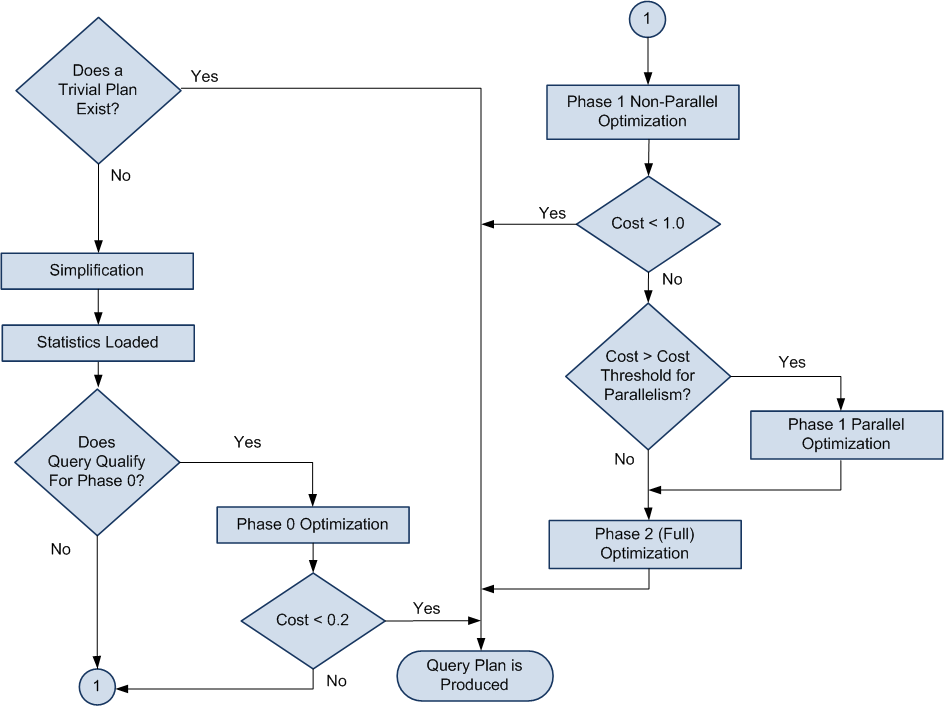 Does a
Trivial Plan
Exist?
Yes
No
Simplification
Statistics Loaded
Does
Query Qualify
For Phase 0?
Yes
No
Phase 0 Optimization
Cost < 0.2
Yes
No
1
1
Phase 1 Non-Parallel
Optimization
Cost < 1.0
Yes
No
Cost > Cost
Threshold for
Parallelism?
Yes
No
Phase 1 Parallel
Optimization
Phase 2 (Full)
Optimization
Query Plan is
Produced